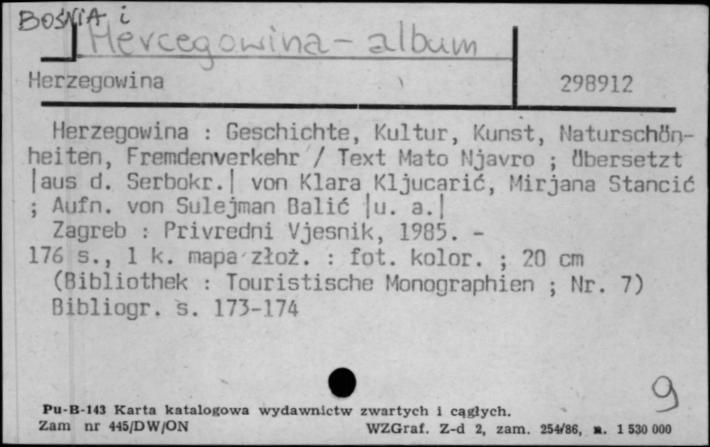 BOŚNIA i
Hercegowina - album
Herzegowina
298912
Herzegowina : Geschichte, Kultur, Kunst, Naturschön-
heiten, Fremdenverkehr / Text Mato Njavro ; Übersetzt
|aus d. Serbokr.| von Klara Kljucarić, Mirjana Stancić
; Aufn. von Sulejman Balić |u. a.|
Zagreb : Privredni Vjesnik, 1985. -
176 s., 1 k. mapa złoż. : fot. kolor. ; 20 cm
(Bibliothek : Touristische Monographien ; Nr. 7)
Bibliogr. s. 173-174
9
Pu-B-143 Karta katalogowa wydawnictw zwartych i ciągłych.
Zam nr 445/DW/ON WZGraf. Z-d 2, zam. 254/86, n. 1 530 000